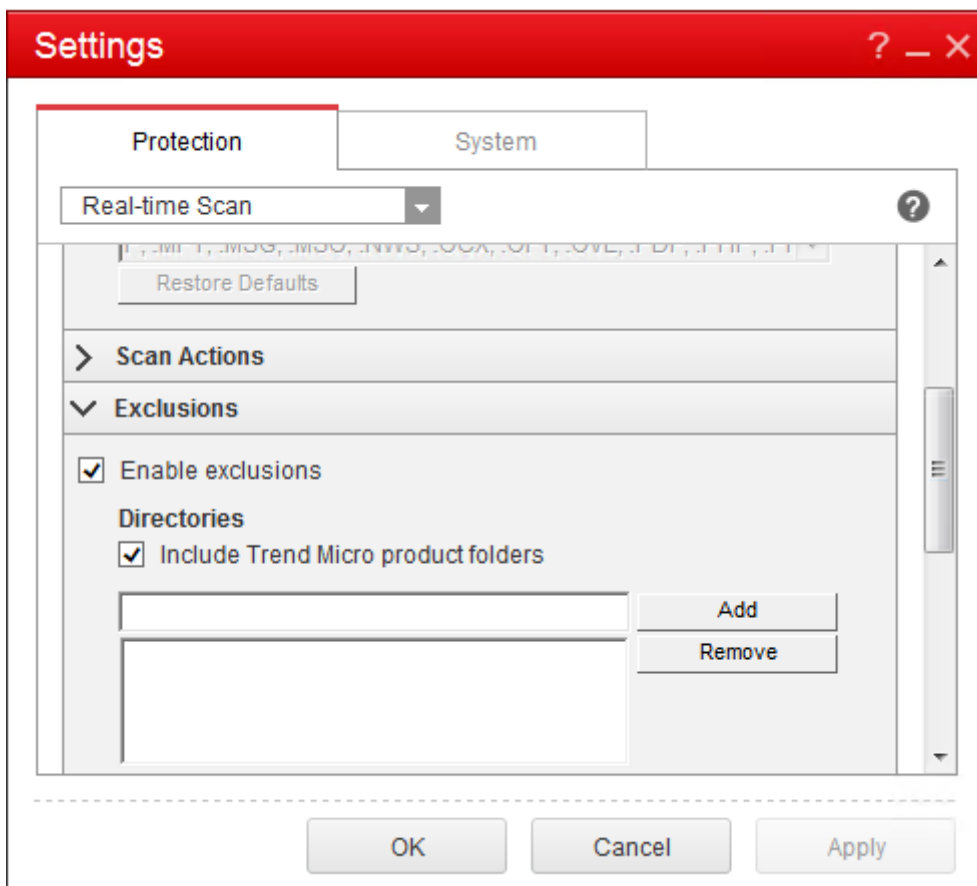 Settings
Protection
System
Real-time Scan
Restore Defaults
Scan Actions
Exclusions
Enable exclusions
Directories
Include Trend Micro product folders
Add
Remove
OK
Cancel
Apply